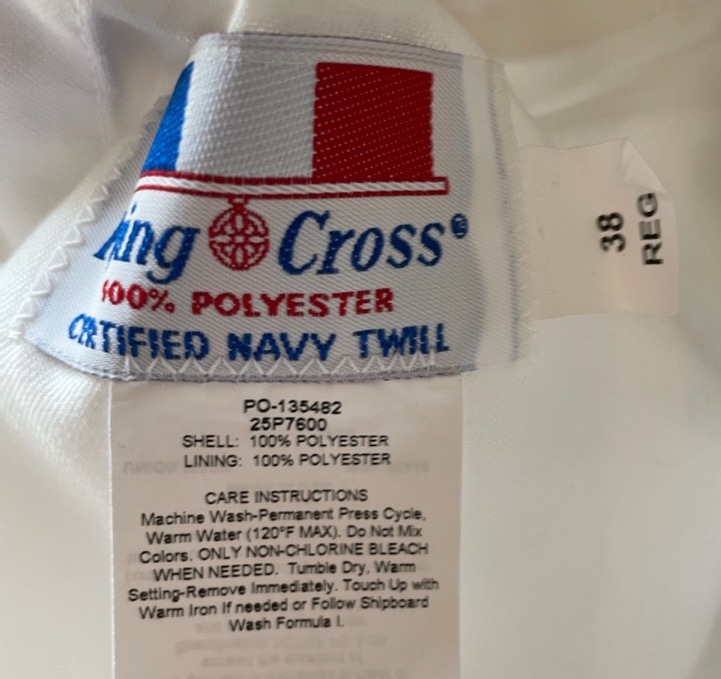 Cross®
100% POLYESTER
CERTIFIED NAVY TWILL
38
REG
PO-135482
25P7600
SHELL: 100% POLYESTER
LINING: 100% POLYESTER
CARE INSTRUCTIONS
Machine Wash-Permanent Press Cycle,
Warm Water (120°F MAX). Do Not Mix
Colors. ONLY NON-CHLORINE BLEACH
WHEN NEEDED. Tumble Dry, Warm
Setting-Remove Immediately. Touch Up with
Warm Iron If needed or Follow Shipboard
Wash Formula I.